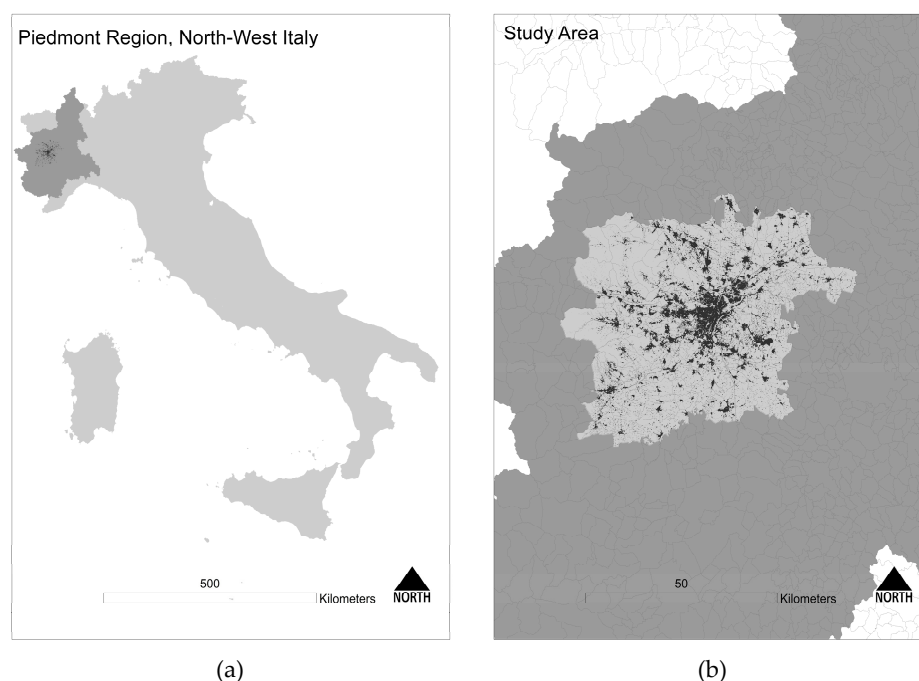 Piedmont Region, North-West Italy
500
Kilometers
NORTH
(a)
Study Area
50
Kilometers
NORTH
(b)